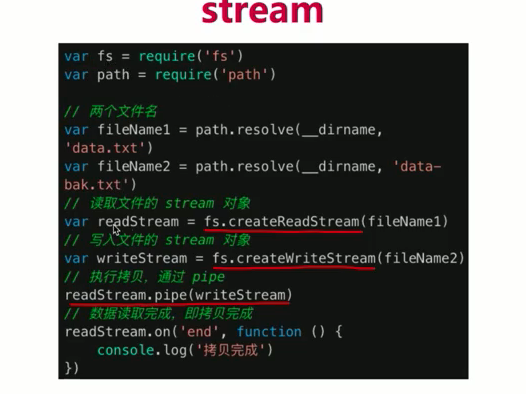 stream
var fs = require('fs')
var path = require('path')
// 两个文件名
var fileName1 = path.resolve(__dirname,
'data.txt')
var fileName2 = path.resolve(__dirname, 'data-
bak.txt')
// 读取文件的 stream 对象
var readStream = fs.createReadStream(fileName1)
// 写入文件的 stream 对象
var writeStream = fs.createWriteStream(fileName2)
// 执行拷贝，通过 pipe
readStream.pipe(writeStream)
// 数据读取完成，即拷贝完成
readStream.on('end', function () {
    console.log('拷贝完成')
})